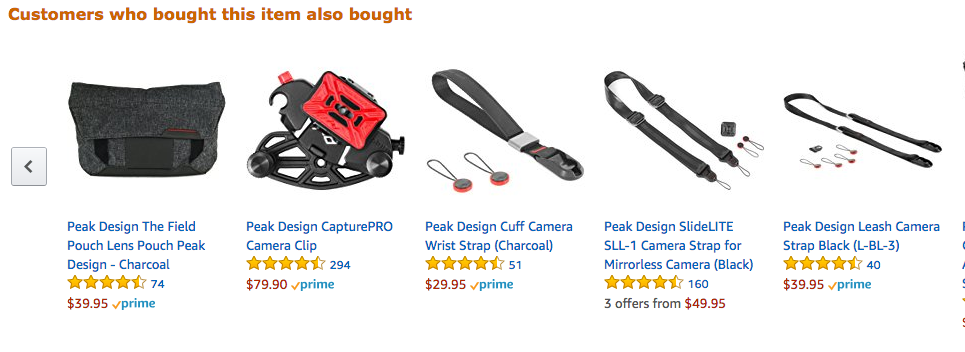 Customers who bought this item also bought
Peak Design The Field
Pouch Lens Pouch Peak
Design - Charcoal
74
$39.95 prime
Peak Design CapturePRO
Camera Clip
294
$79.90 prime
Peak Design Cuff Camera
Wrist Strap (Charcoal)
51
$29.95 prime
Peak Design SlideLITE
SLL-1 Camera Strap for
Mirrorless Camera (Black)
160
3 offers from $49.95
Peak Design Leash Camera
Strap Black (L-BL-3)
40
$39.95 prime